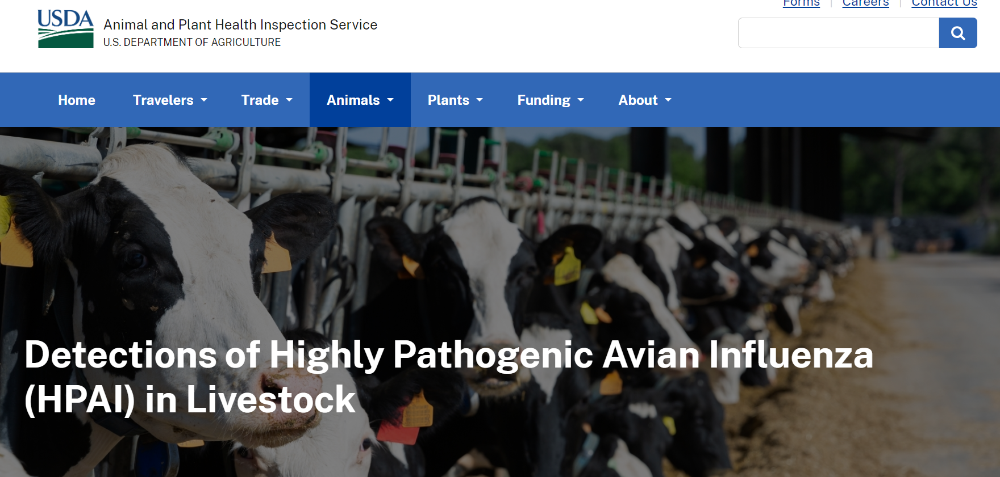 Forms
Careers
Contact Us
USDA
Animal and Plant Health Inspection Service
U.S. DEPARTMENT OF AGRICULTURE
Home
Travelers
Trade
Animals
Plants
Funding
About
Detections of Highly Pathogenic Avian Influenza
(HPAI) in Livestock